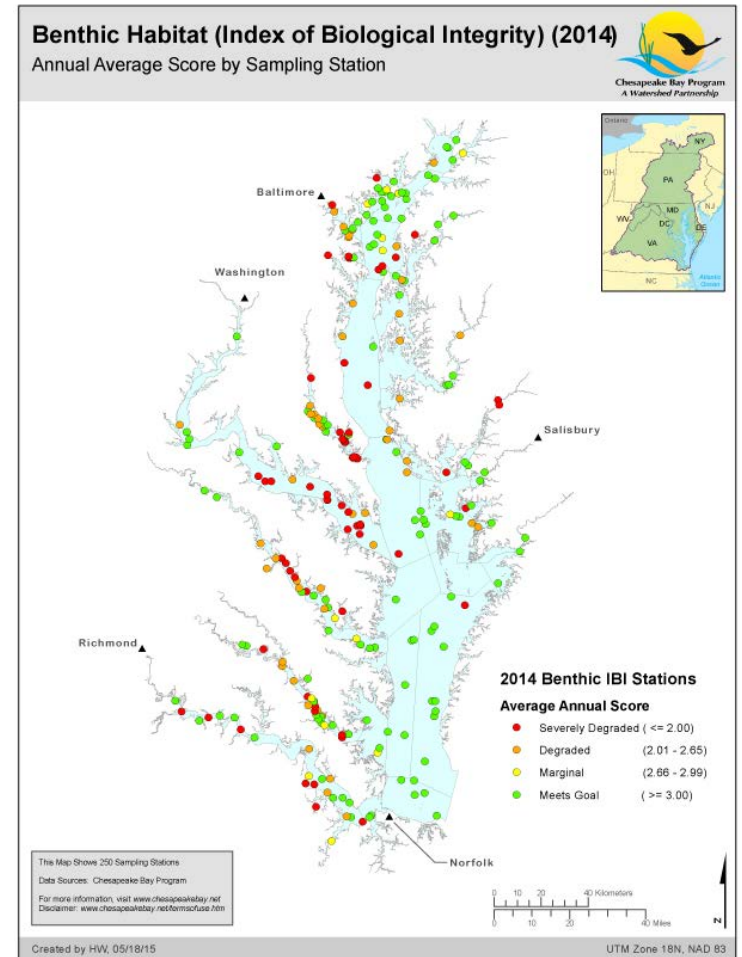 Benthic Habitat (Index of Biological Integrity) (2014)
Annual Average Score by Sampling Station
Chesapeake Bay Program
A Watershed Partnership
Ontario
NY
OH
PA
NJ
MD
WV
DC
DE
VA
NC
Atlantic
Ocean
Baltimore
Washington
Salisbury
Richmond
Norfolk
2014 Benthic IBI Stations
Average Annual Score
Severely Degraded ( <= 2.00)
Degraded (2.01 - 2.65)
Marginal (2.66 - 2.99)
Meets Goal ( >= 3.00)
This Map Shows 250 Sampling Stations
Data Sources: Chesapeake Bay Program
For more information, visit www.chesapeakebay.net
Disclaimer: www.chesapeakebay.net/termsofuse.htm
0 10 20 40 Kilometers
0 10 20 40 Miles
N
Created by HW, 05/18/15 UTM Zone 18N, NAD 83